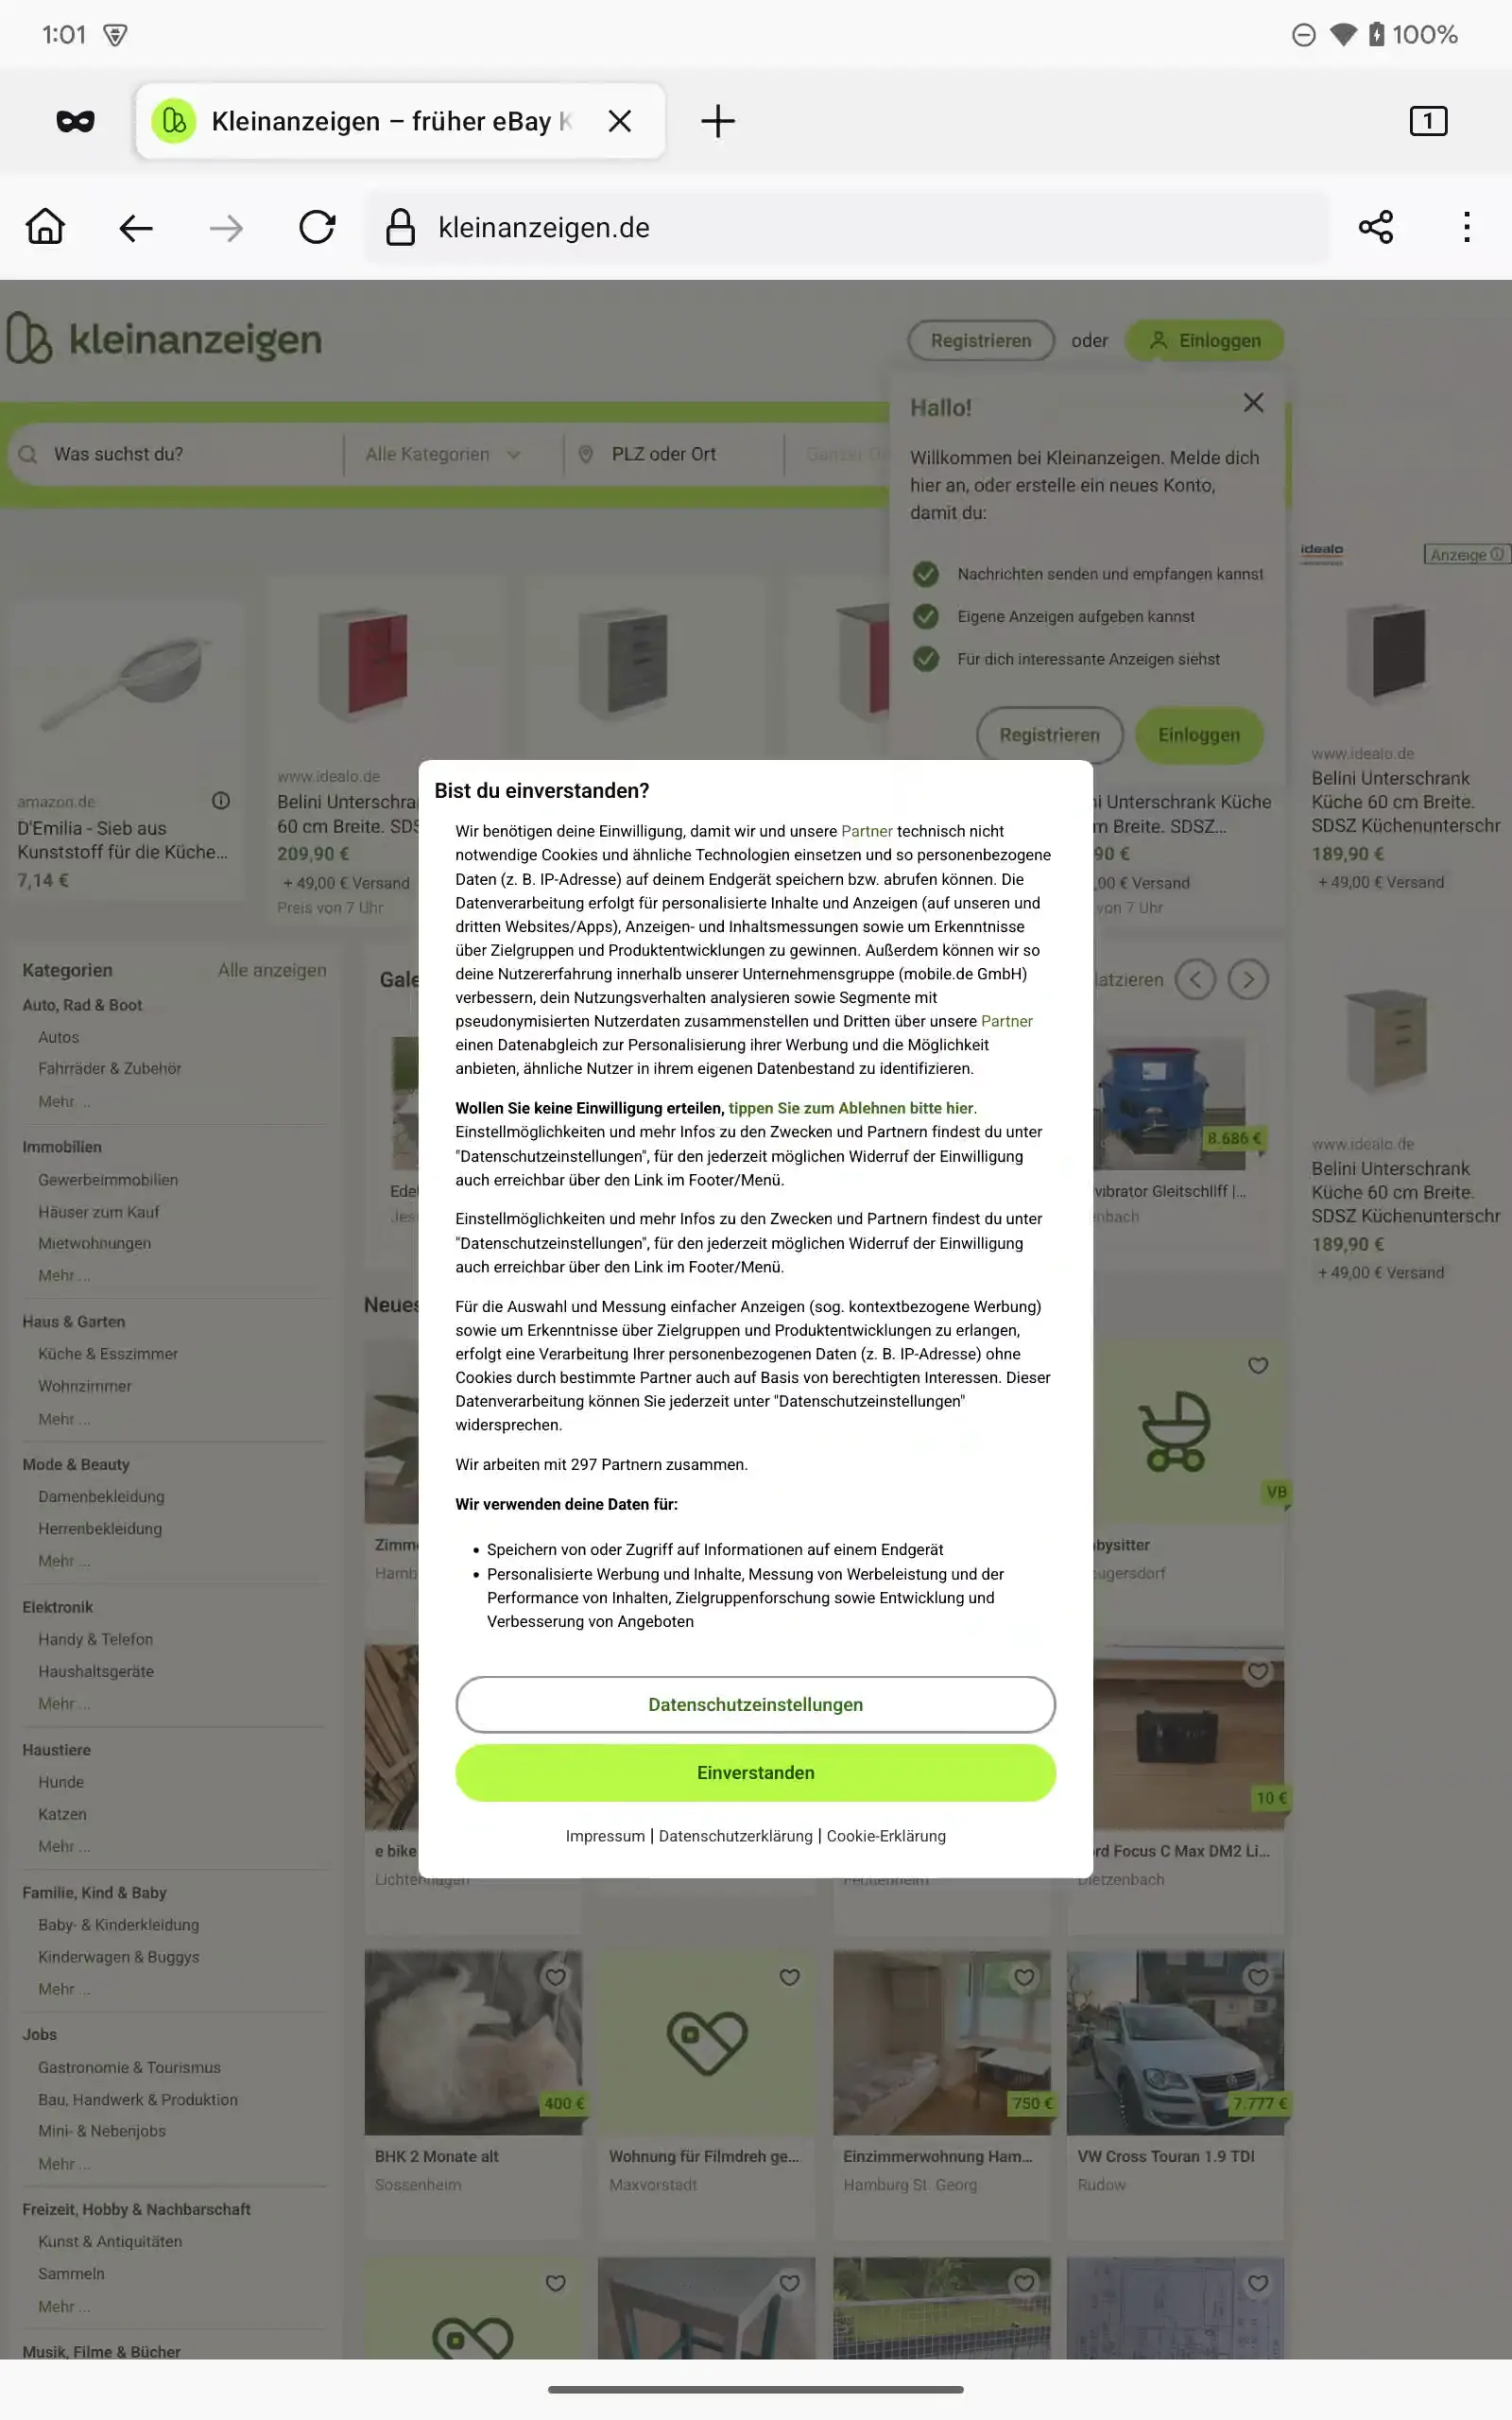 1:01
100%
Kleinanzeigen – früher eBay K
1
kleinanzeigen.de
kleinanzeigen
Registrieren oder Einloggen
Was suchst du?
Alle Kategorien
PLZ oder Ort
Hallo!
Willkommen bei Kleinanzeigen. Melde dich
hier an, oder erstelle ein neues Konto,
damit du:
Nachrichten senden und empfangen kannst
Eigene Anzeigen aufgeben kannst
Für dich interessante Anzeigen siehst
Registrieren
Einloggen
idealo
Anzeige
amazon.de
D'Emilia - Sieb aus
Kunststoff für die Küche...
7,14 €
www.idealo.de
Belini Unterschra
60 cm Breite. SDS
209,90 €
+ 49,00 € Versand
Preis von 7 Uhr
i Unterschrank Küche
m Breite. SDSZ...
90 €
,00 € Versand
von 7 Uhr
www.idealo.de
Belini Unterschrank
Küche 60 cm Breite.
SDSZ Küchenunterschr
189,90 €
+ 49,00 € Versand
www.idealo.de
Belini Unterschrank
Küche 60 cm Breite.
SDSZ Küchenunterschr
189,90 €
+ 49,00 € Versand
Bist du einverstanden?
Wir benötigen deine Einwilligung, damit wir und unsere Partner technisch nicht
notwendige Cookies und ähnliche Technologien einsetzen und so personenbezogene
Daten (z. B. IP-Adresse) auf deinem Endgerät speichern bzw. abrufen können. Die
Datenverarbeitung erfolgt für personalisierte Inhalte und Anzeigen (auf unseren und
dritten Websites/Apps), Anzeigen- und Inhaltsmessungen sowie um Erkenntnisse
über Zielgruppen und Produktentwicklungen zu gewinnen. Außerdem können wir so
deine Nutzererfahrung innerhalb unserer Unternehmensgruppe (mobile.de GmbH)
verbessern, dein Nutzungsverhalten analysieren sowie Segmente mit
pseudonymisierten Nutzerdaten zusammenstellen und Dritten über unsere Partner
einen Datenabgleich zur Personalisierung ihrer Werbung und die Möglichkeit
anbieten, ähnliche Nutzer in ihrem eigenen Datenbestand zu identifizieren.
Wollen Sie keine Einwilligung erteilen, tippen Sie zum Ablehnen bitte hier.
Einstellmöglichkeiten und mehr Infos zu den Zwecken und Partnern findest du unter
"Datenschutzeinstellungen", für den jederzeit möglichen Widerruf der Einwilligung
auch erreichbar über den Link im Footer/Menü.
Einstellmöglichkeiten und mehr Infos zu den Zwecken und Partnern findest du unter
"Datenschutzeinstellungen", für den jederzeit möglichen Widerruf der Einwilligung
auch erreichbar über den Link im Footer/Menü.
Für die Auswahl und Messung einfacher Anzeigen (sog. kontextbezogene Werbung)
sowie um Erkenntnisse über Zielgruppen und Produktentwicklungen zu erlangen,
erfolgt eine Verarbeitung Ihrer personenbezogenen Daten (z. B. IP-Adresse) ohne
Cookies durch bestimmte Partner auch auf Basis von berechtigten Interessen. Dieser
Datenverarbeitung können Sie jederzeit unter "Datenschutzeinstellungen"
widersprechen.
Wir arbeiten mit 297 Partnern zusammen.
Wir verwenden deine Daten für:
• Speichern von oder Zugriff auf Informationen auf einem Endgerät
• Personalisierte Werbung und Inhalte, Messung von Werbeleistung und der
Performance von Inhalten, Zielgruppenforschung sowie Entwicklung und
Verbesserung von Angeboten
Datenschutzeinstellungen
Einverstanden
Impressum | Datenschutzerklärung | Cookie-Erklärung
Kategorien
Alle anzeigen
Auto, Rad & Boot
Autos
Fahrräder & Zubehör
Mehr ...
Immobilien
Gewerbeimmobilien
Häuser zum Kauf
Mietwohnungen
Mehr ...
Haus & Garten
Küche & Esszimmer
Wohnzimmer
Mehr ...
Mode & Beauty
Damenbekleidung
Herrenbekleidung
Mehr ...
Elektronik
Handy & Telefon
Haushaltsgeräte
Mehr ...
Haustiere
Hunde
Katzen
Mehr ...
Familie, Kind & Baby
Baby- & Kinderkleidung
Kinderwagen & Buggys
Mehr ...
Jobs
Gastronomie & Tourismus
Bau, Handwerk & Produktion
Mini- & Nebenjobs
Mehr ...
Freizeit, Hobby & Nachbarschaft
Kunst & Antiquitäten
Sammeln
Mehr ...
Musik, Filme & Bücher
Gale
latzieren
8.686 €
Edel
Jes
vibrator Gleitschliff |...
nbach
Neues
VB
Zimme
Hamb
bysitter
ugersdorf
10 €
e bike
Lichtenhagen
rd Focus C Max DM2 Li...
Dietzenbach
400 €
750 €
7.777 €
BHK 2 Monate alt
Sossenheim
Wohnung für Filmdreh ge...
Maxvorstadt
Einzimmerwohnung Ham...
Hamburg St. Georg
VW Cross Touran 1.9 TDI
Rudow